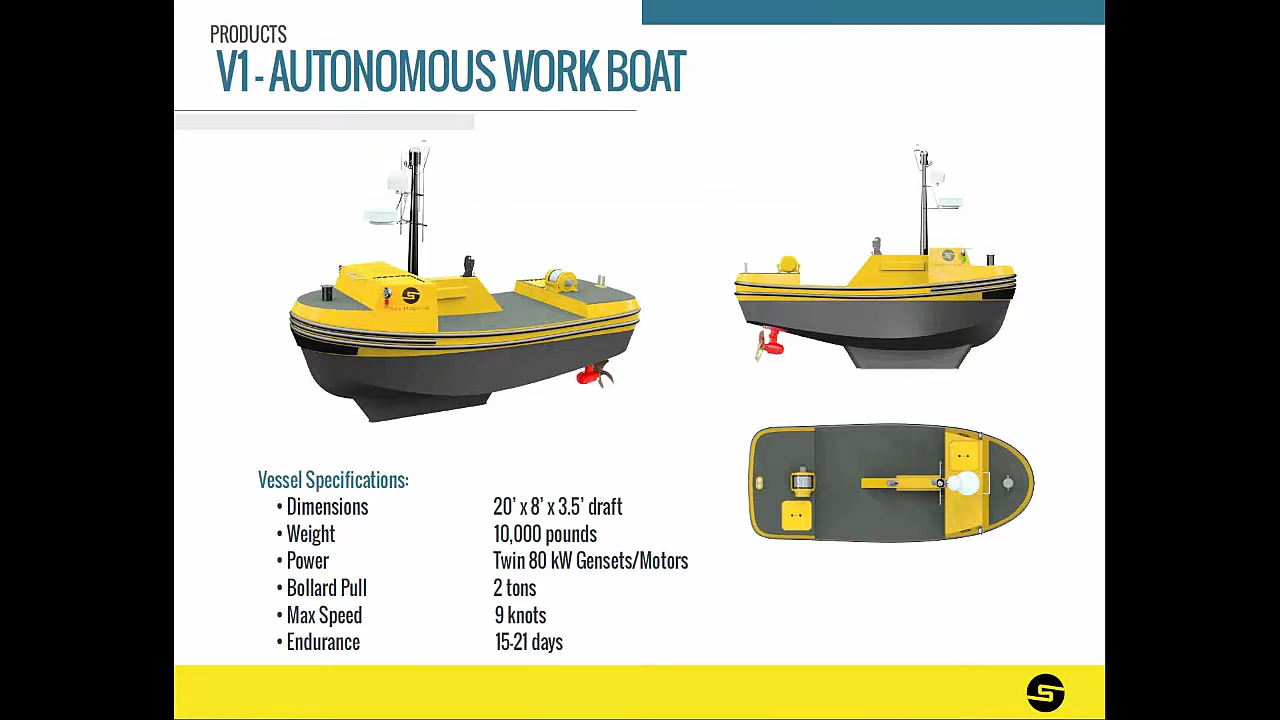 PRODUCTS
V1 - AUTONOMOUS WORK BOAT
Vessel Specifications:
• Dimensions 20' x 8' x 3.5' draft
• Weight 10,000 pounds
• Power Twin 80 kW Gensets/Motors
• Bollard Pull 2 tons
• Max Speed 9 knots
• Endurance 15-21 days